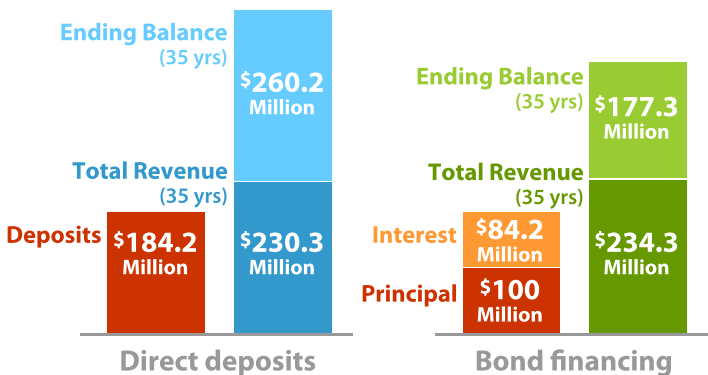 Ending Balance
(35 yrs)
$260.2
Million
Total Revenue
(35 yrs)
$230.3
Million
Deposits
$184.2
Million
Direct deposits
Ending Balance
(35 yrs)
$177.3
Million
Total Revenue
(35 yrs)
$234.3
Million
Interest
$84.2
Million
Principal
$100
Million
Bond financing